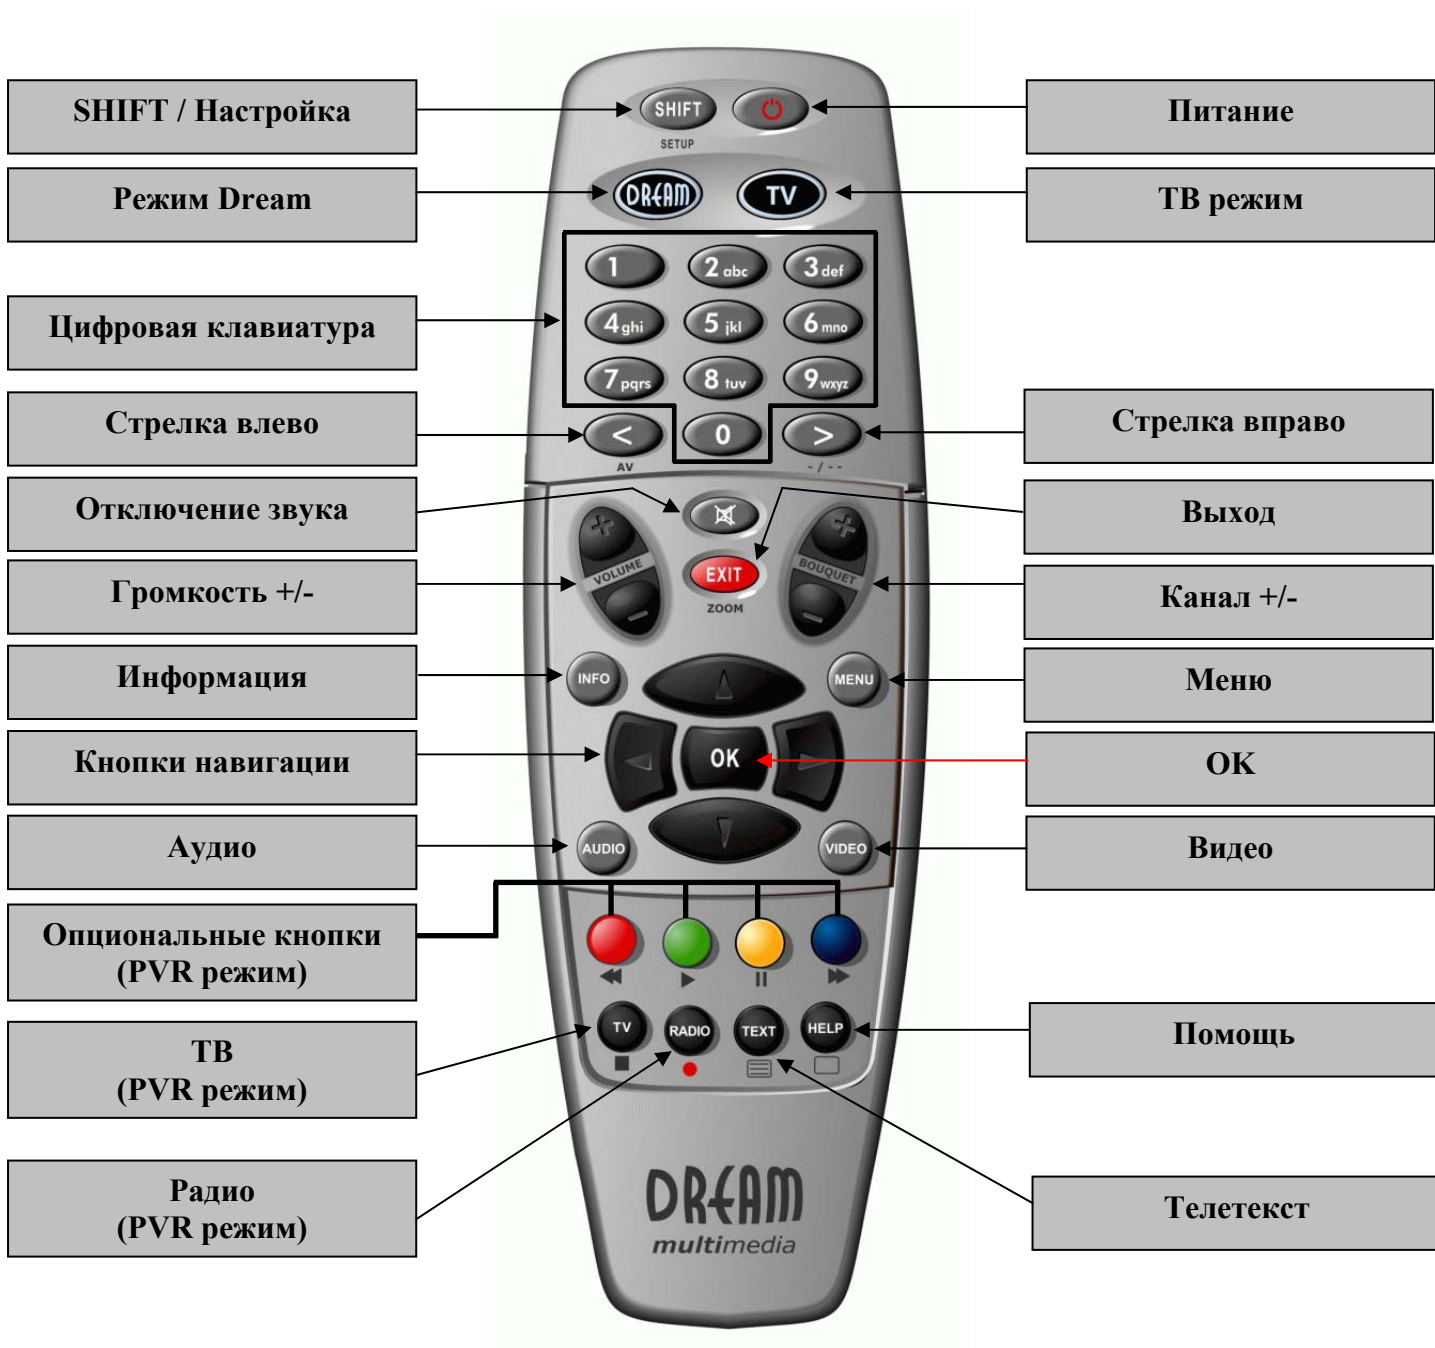 SHIFT / Настройка
Режим Dream
Цифровая клавиатура
Стрелка влево
Отключение звука
Громкость +/-
Информация
Кнопки навигации
Аудио
Опциональные кнопки
(PVR режим)
ТВ
(PVR режим)
Радио
(PVR режим)
SHIFT
SETUP
DREAM
TV
1
2 abc
3 def
4 ghi
5 jkl
6 mno
7 pqrs
8 tuv
9 wxyz
<
0
>
AV
- / - -
VOLUME
EXIT
ZOOM
BOUQUET
INFO
MENU
OK
AUDIO
VIDEO
TV
RADIO
TEXT
HELP
DREAM
multimedia
Питание
ТВ режим
Стрелка вправо
Выход
Канал +/-
Меню
OK
Видео
Помощь
Телетекст